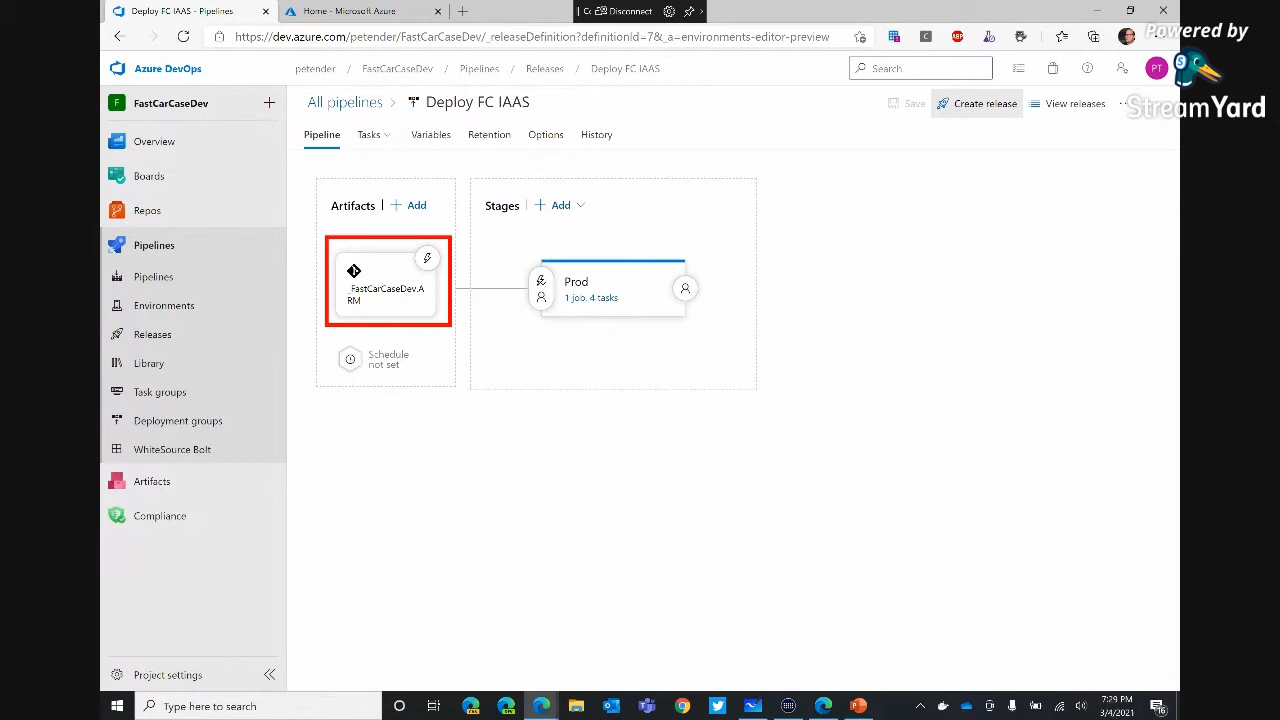 Deploy FC IAAS - Pipelines
Home - Microsoft Azure
Disconnect
https://dev.azure.com/petender/FastCarCaseDev/_releaseDefinition?definitionId=7&_a=environments-editor-preview
Powered by
StreamYard
Azure DevOps
petender / FastCarCaseDev / Pipelines / Releases / Deploy FC IAAS
Search
PT
F FastCarCaseDev
All pipelines > Deploy FC IAAS
Save
Create release
View releases
Pipeline
Tasks
Variables
Retention
Options
History
Overview
Boards
Repos
Pipelines
Pipelines
Environments
Releases
Library
Task groups
Deployment groups
WhiteSource Bolt
Artifacts
Compliance
Project settings
Artifacts | + Add
Stages | + Add
_FastCarCaseDev.A
RM
Schedule
not set
Prod
1 job, 4 tasks
Type here to search
7:29 PM
3/4/2021